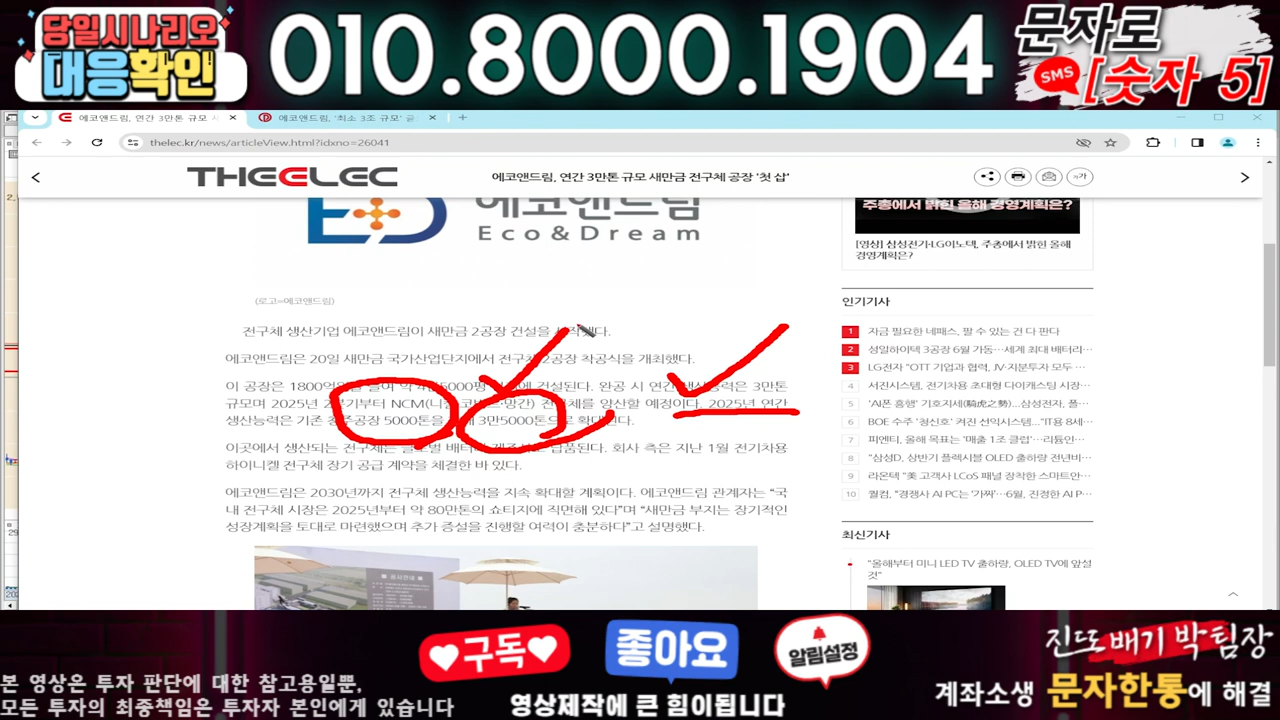 당일시나리오
대응확인
010.8000.1904
문자로
SMS
[숫자 5]
에코앤드림, 연간 3만톤 규모 새
에코앤드림, '최소 3조 규모' 글
thelec.kr/news/articleView.html?idxno=26041
THEELEC
에코앤드림, 연간 3만톤 규모 새만금 전구체 공장 '첫 삽'
가
에코앤드림
Eco&Dream
(로고=에코앤드림)
전구체 생산기업 에코앤드림이 새만금 2공장 건설을
에코앤드림은 20일 새만금 국가산업단지에서 전구체 2공장 착공식을 개최했다.
이 공장은 1800억원을 들여 약 건설된다. 완공 시 연간 생산능력은 3만톤
규모며 2025년 NCM 전구체를 양산할 예정이다. 2025년 연간
생산능력은 기존 5000톤을 3만5000톤으로 확대된다.
이곳에서 생산되는 전구체는 글로벌 배터리 납품된다. 회사 측은 지난 1월 전기차용
하이니켈 전구체 장기 공급 계약을 체결한 바 있다.
에코앤드림은 2030년까지 전구체 생산능력을 지속 확대할 계획이다. 에코앤드림 관계자는 “국
내 전구체 시장은 2025년부터 약 80만톤의 쇼티지에 직면해 있다”며 “새만금 부지는 장기적인
성장계획을 토대로 마련했으며 추가 증설을 진행할 여력이 충분하다”고 설명했다.
주총에서 밝힌 올해 경영계획은?
[영상] 삼성전기·LG이노텍, 주총에서 밝힌 올해
경영계획은?
인기기사
1 자금 필요한 네패스, 팔 수 있는 건 다 판다
2 성일하이텍 3공장 6월 가동…세계 최대 배터리…
3 LG전자 "OTT 기업과 협력, JV·지분투자 모두 …
4 서진시스템, 전기차용 초대형 다이캐스팅 시장…
5 'AI폰 흥행' 기호지세(騎虎之勢)...삼성전자, 폴…
6 BOE 수주 '청신호' 켜진 선익시스템…"IT용 8세…
7 피엔티, 올해 목표는 '매출 1조 클럽'…리튬인…
8 "삼성D, 상반기 플렉시블 OLED 출하량 전년비…
9 라온텍 "美 고객사 LCoS 패널 장착한 스마트안…
10 퀄컴, "경쟁사 AI PC는 '가짜'…6월, 진정한 AI P…
최신기사
"올해부터 미니 LED TV 출하량, OLED TV에 앞설
것"
구독
좋아요
알림설정
진또배기 박팀장
본 영상은 투자 판단에 대한 참고용일뿐,
모든 투자의 최종책임은 투자자 본인에게 있습니다
영상제작에 큰 힘이됩니다
계좌소생 문자한통에 해결